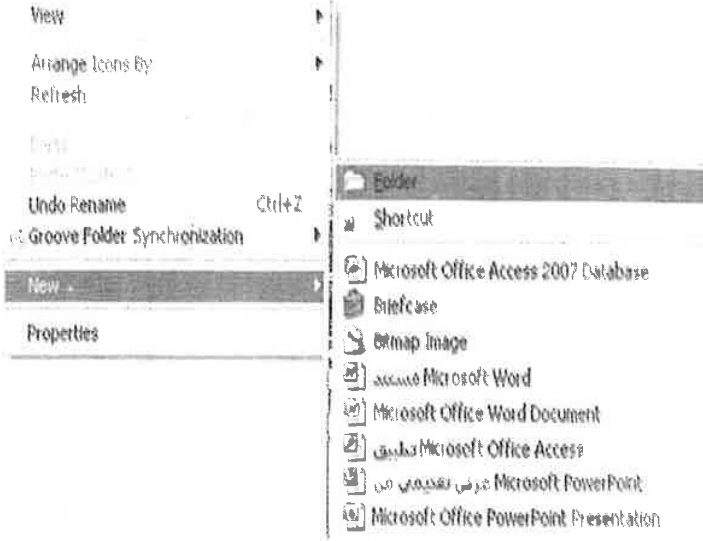 View
Arrange Icons By
Refresh
Undo Rename Ctrl+Z
Groove Folder Synchronization
New
Properties
Folder
Shortcut
Microsoft Office Access 2007 Database
Briefcase
Bitmap Image
مستند Microsoft Word
Microsoft Office Word Document
تطبيق Microsoft Office Access
عرض تقديمي من Microsoft PowerPoint
Microsoft Office PowerPoint Presentation